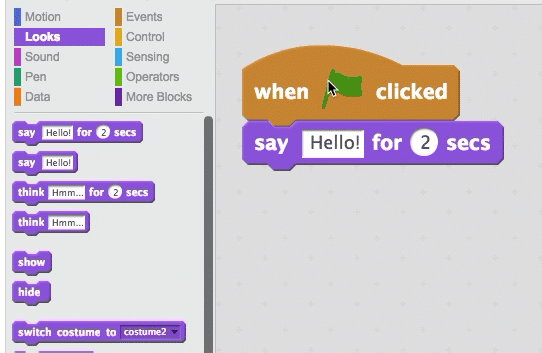 Motion Events
Looks Control
Sound Sensing
Pen Operators
Data More Blocks
say Hello! for 2 secs
say Hello!
think Hmm... for 2 secs
think Hmm...
show
hide
switch costume to costume2
when clicked
say Hello! for 2 secs